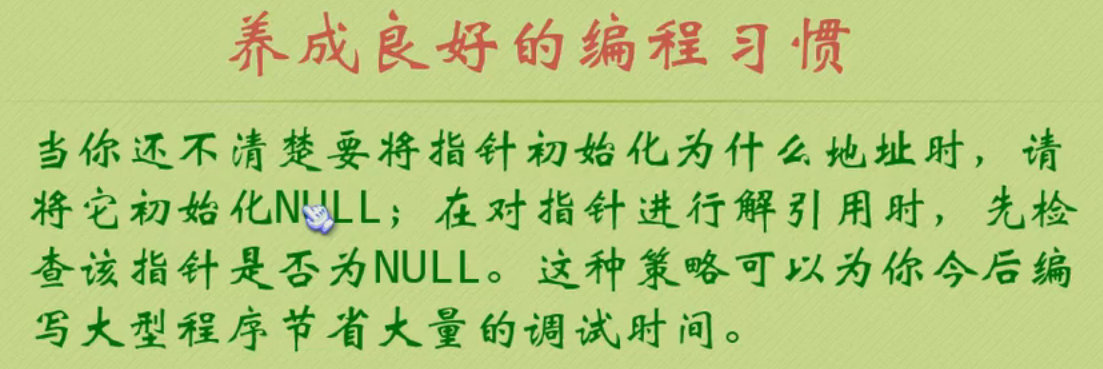 养成良好的编程习惯
当你还不清楚要将指针初始化为什么地址时，请
将它初始化NULL；在对指针进行解引用时，先检
查该指针是否为NULL。这种策略可以为你今后编
写大型程序节省大量的调试时间。